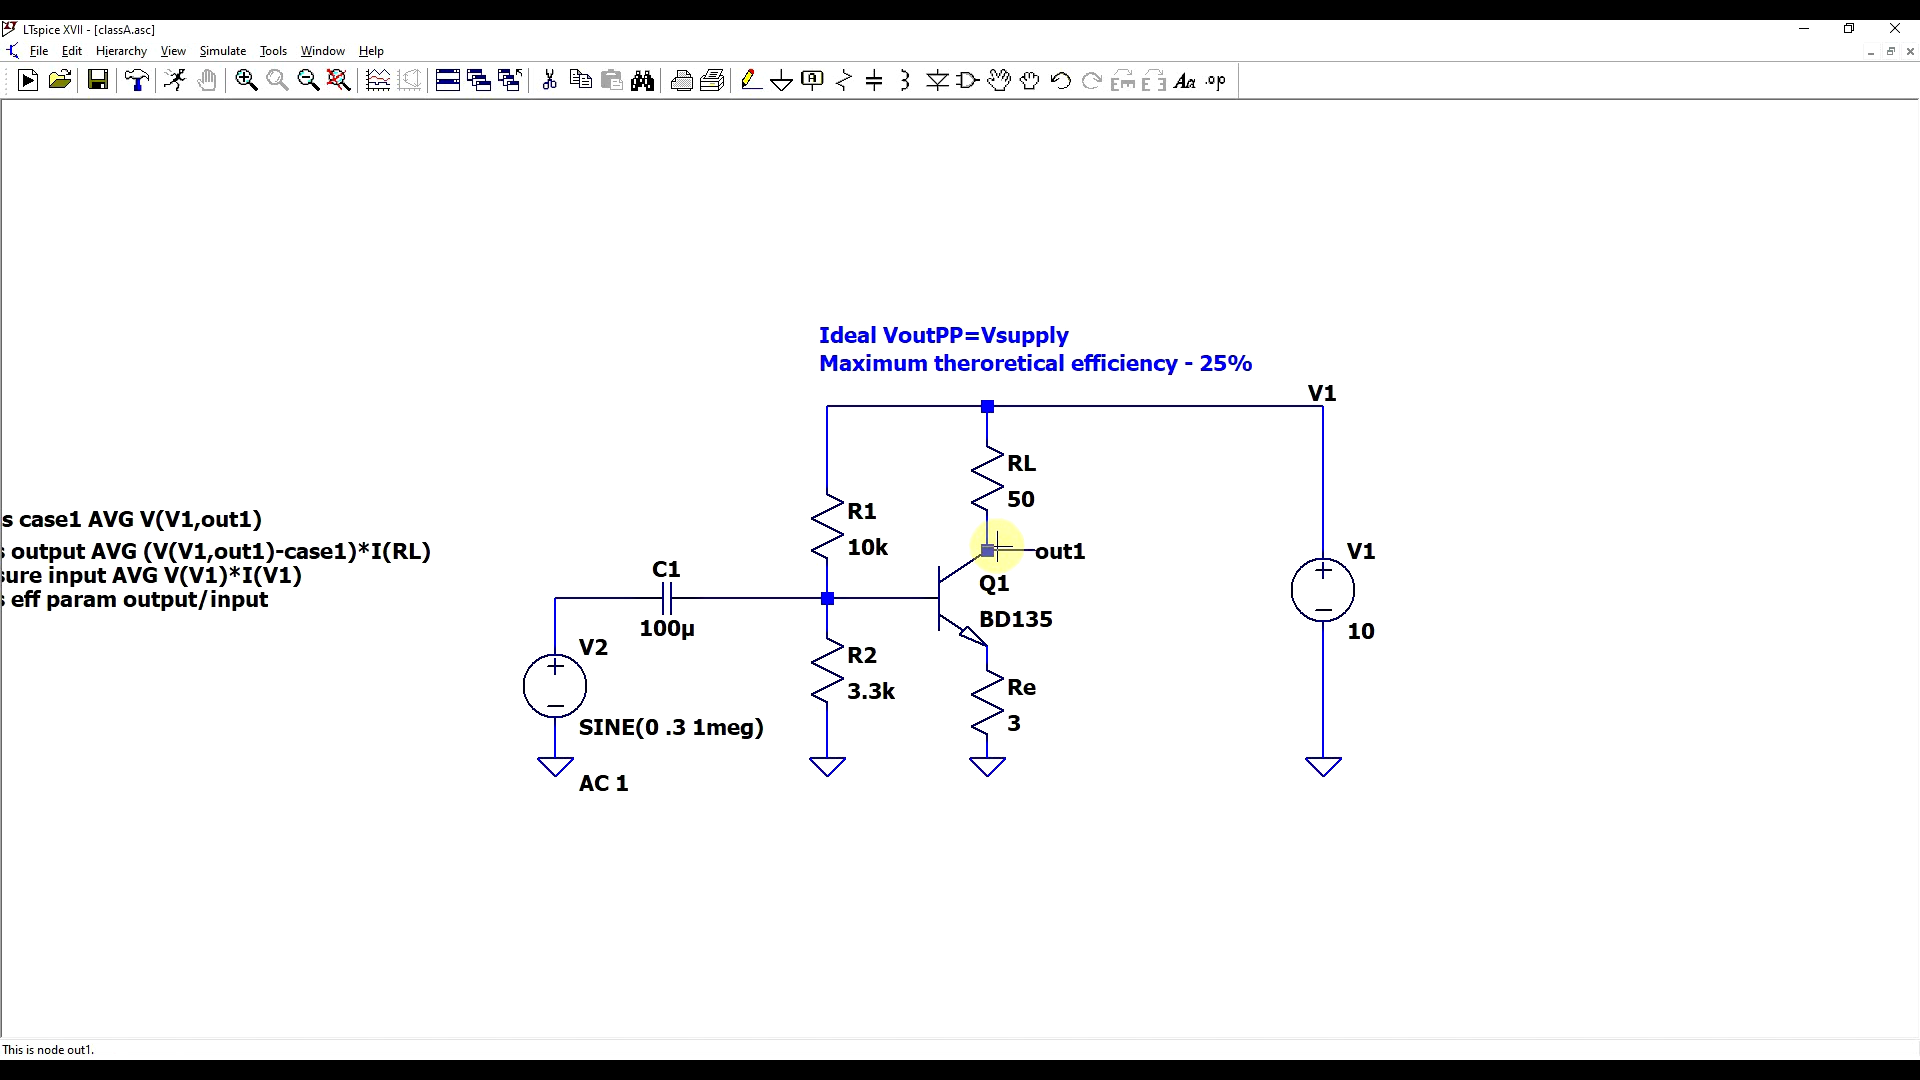 LTspice XVII - [classA.asc]
File Edit Hierarchy View Simulate Tools Window Help
Ideal VoutPP=Vsupply
Maximum theroretical efficiency - 25%
V1
RL
50
R1
10k
s case1 AVG V(V1,out1)
s output AVG (V(V1,out1)-case1)*I(RL)
sure input AVG V(V1)*I(V1)
s eff param output/input
out1
V1
10
C1
100µ
Q1
BD135
V2
SINE(0 .3 1meg)
AC 1
R2
3.3k
Re
3
This is node out1.